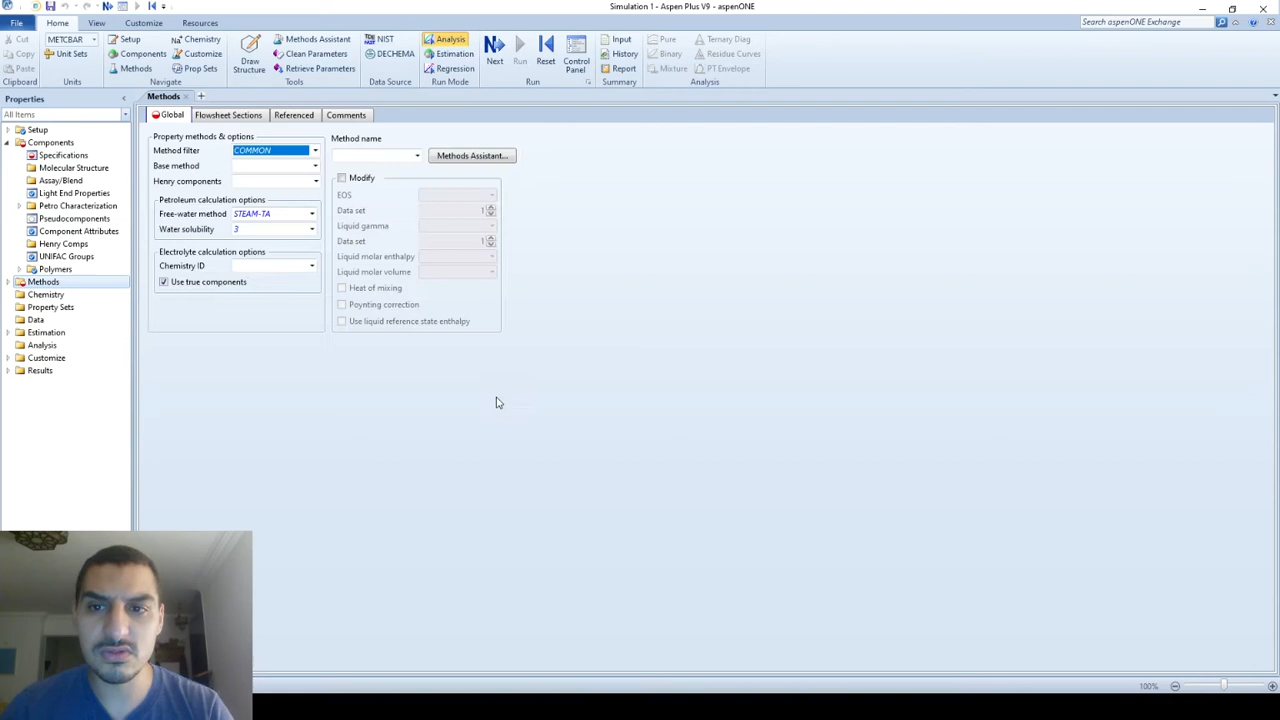 Simulation 1 - Aspen Plus V9 - aspenONE
File Home View Customize Resources Search aspenONE Exchange
Cut METCBAR Setup Chemistry Methods Assistant NIST Analysis Input Pure Ternary Diag
Copy Unit Sets Components Customize Draw Structure Clean Parameters DECHEMA Estimation Next Run Reset Control Panel History Binary Residue Curves
Paste Methods Prop Sets Retrieve Parameters Regression Report Mixture PT Envelope
Clipboard Units Navigate Tools Data Source Run Mode Run Summary Analysis
Properties
All Items
Setup
Components
Specifications
Molecular Structure
Assay/Blend
Light End Properties
Petro Characterization
Pseudocomponents
Component Attributes
Henry Comps
UNIFAC Groups
Polymers
Methods
Chemistry
Property Sets
Data
Estimation
Analysis
Customize
Results
Methods
Global Flowsheet Sections Referenced Comments
Property methods & options
Method filter COMMON
Base method
Henry components
Petroleum calculation options
Free-water method STEAM-TA
Water solubility 3
Electrolyte calculation options
Chemistry ID
Use true components
Method name
Methods Assistant...
Modify
EOS
Data set 1
Liquid gamma
Data set 1
Liquid molar enthalpy
Liquid molar volume
Heat of mixing
Poynting correction
Use liquid reference state enthalpy
100%